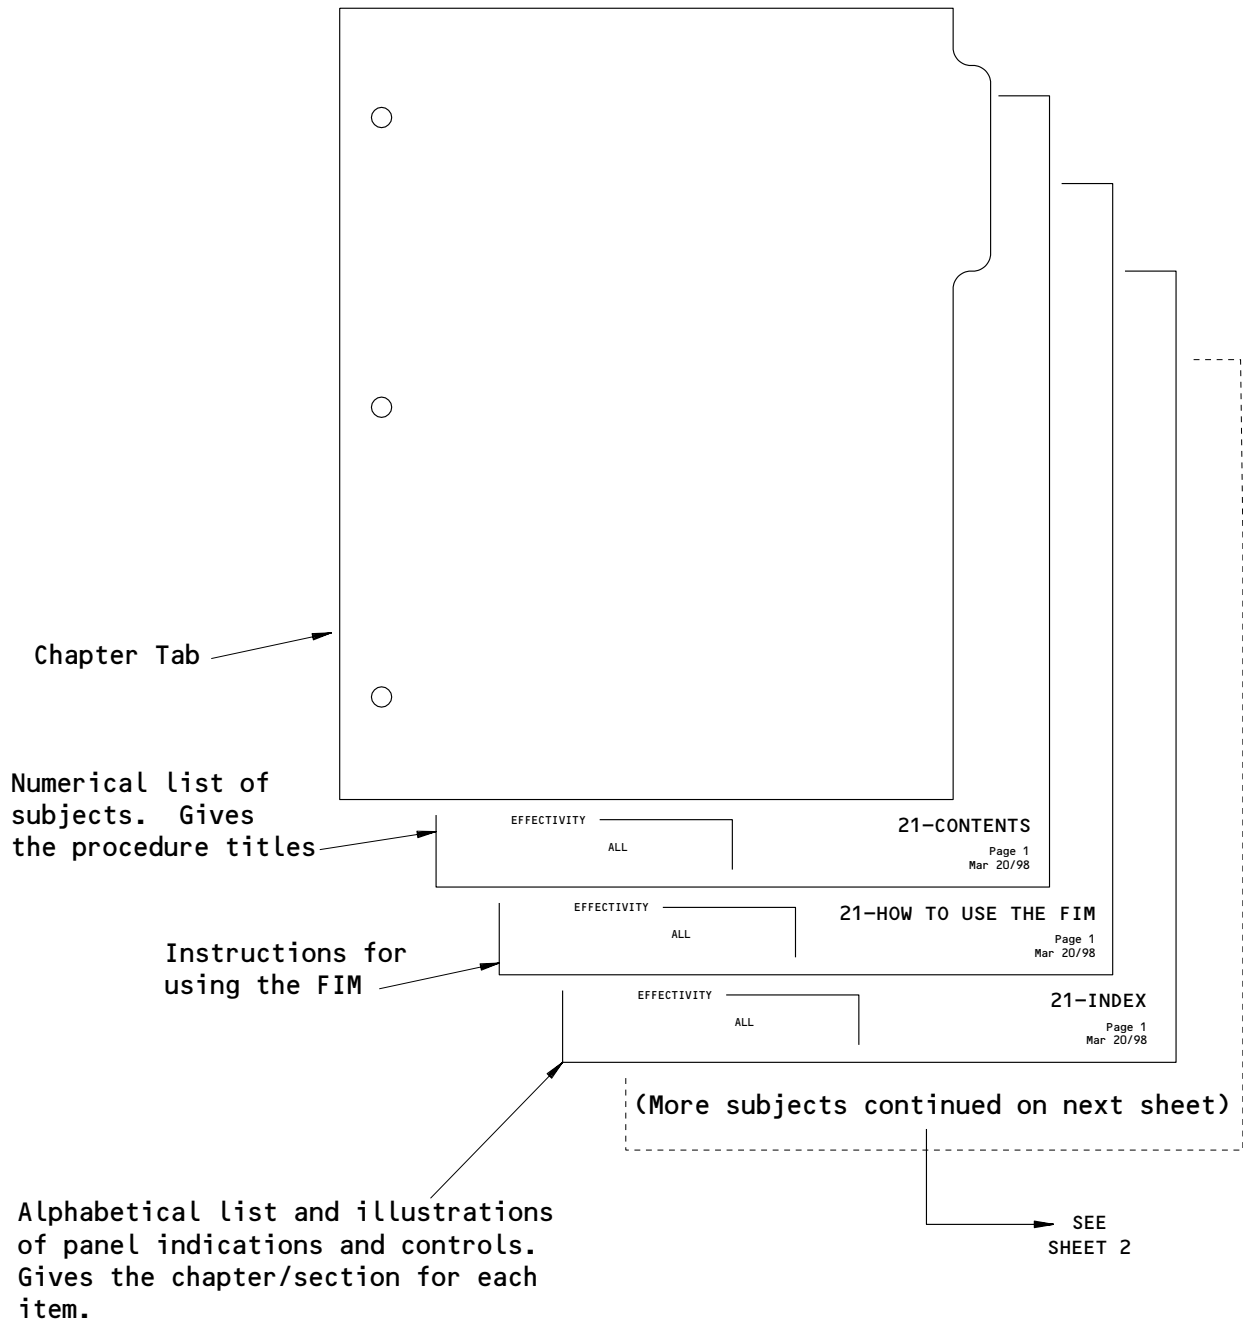 Chapter Tab
Numerical list of
subjects.  Gives
the procedure titles
EFFECTIVITY
ALL
21-CONTENTS
Page 1
Mar 20/98
Instructions for
using the FIM
EFFECTIVITY
ALL
21-HOW TO USE THE FIM
Page 1
Mar 20/98
EFFECTIVITY
ALL
21-INDEX
Page 1
Mar 20/98
(More subjects continued on next sheet)
Alphabetical list and illustrations
of panel indications and controls.
Gives the chapter/section for each
item.
SEE
SHEET 2